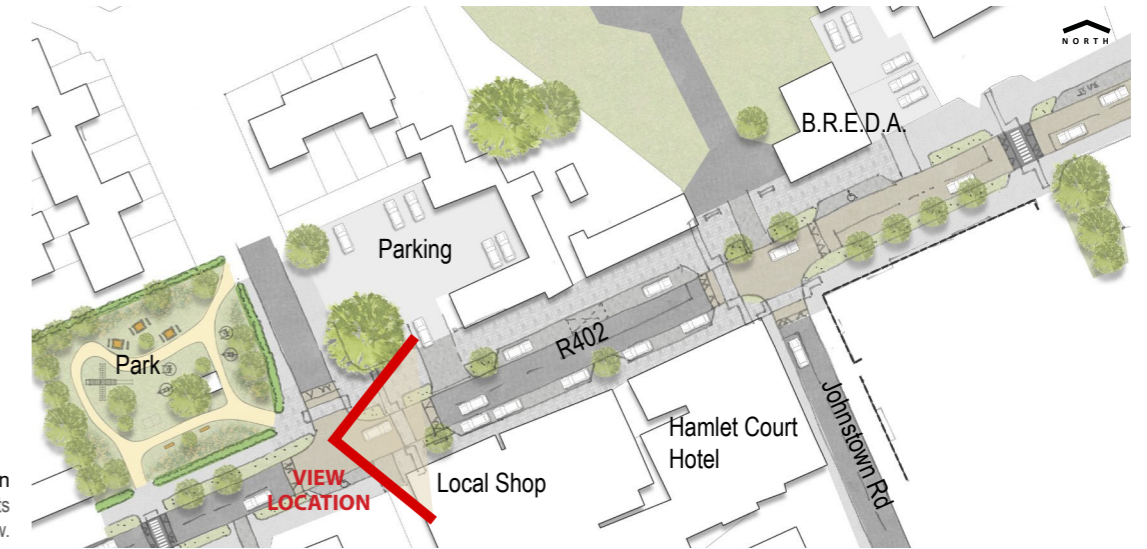 NORTH
B.R.E.D.A.
Parking
R402
Park
Johnstown Rd
Hamlet Court
Hotel
Local Shop
VIEW
LOCATION